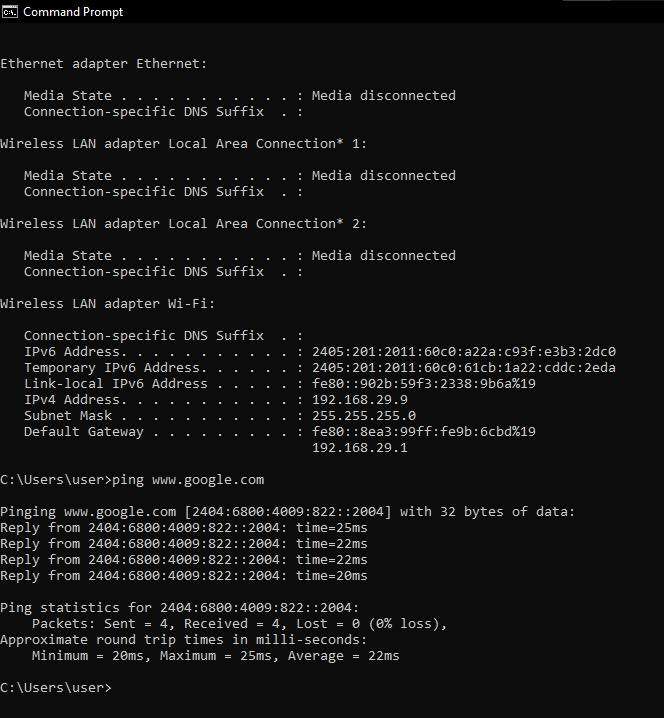 Command Prompt
Ethernet adapter Ethernet:
   Media State . . . . . . . . . . . : Media disconnected
   Connection-specific DNS Suffix  . :
Wireless LAN adapter Local Area Connection* 1:
   Media State . . . . . . . . . . . : Media disconnected
   Connection-specific DNS Suffix  . :
Wireless LAN adapter Local Area Connection* 2:
   Media State . . . . . . . . . . . : Media disconnected
   Connection-specific DNS Suffix  . :
Wireless LAN adapter Wi-Fi:
   Connection-specific DNS Suffix  . :
   IPv6 Address. . . . . . . . . . . : 2405:201:2011:60c0:a22a:c93f:e3b3:2dc0
   Temporary IPv6 Address. . . . . . : 2405:201:2011:60c0:61cb:1a22:cddc:2eda
   Link-local IPv6 Address . . . . . : fe80::902b:59f3:2338:9b6a%19
   IPv4 Address. . . . . . . . . . . : 192.168.29.9
   Subnet Mask . . . . . . . . . . . : 255.255.255.0
   Default Gateway . . . . . . . . . : fe80::8ea3:99ff:fe9b:6cbd%19
                                       192.168.29.1
C:\Users\user>ping www.google.com
Pinging www.google.com [2404:6800:4009:822::2004] with 32 bytes of data:
Reply from 2404:6800:4009:822::2004: time=25ms
Reply from 2404:6800:4009:822::2004: time=22ms
Reply from 2404:6800:4009:822::2004: time=22ms
Reply from 2404:6800:4009:822::2004: time=20ms
Ping statistics for 2404:6800:4009:822::2004:
    Packets: Sent = 4, Received = 4, Lost = 0 (0% loss),
Approximate round trip times in milli-seconds:
    Minimum = 20ms, Maximum = 25ms, Average = 22ms
C:\Users\user>